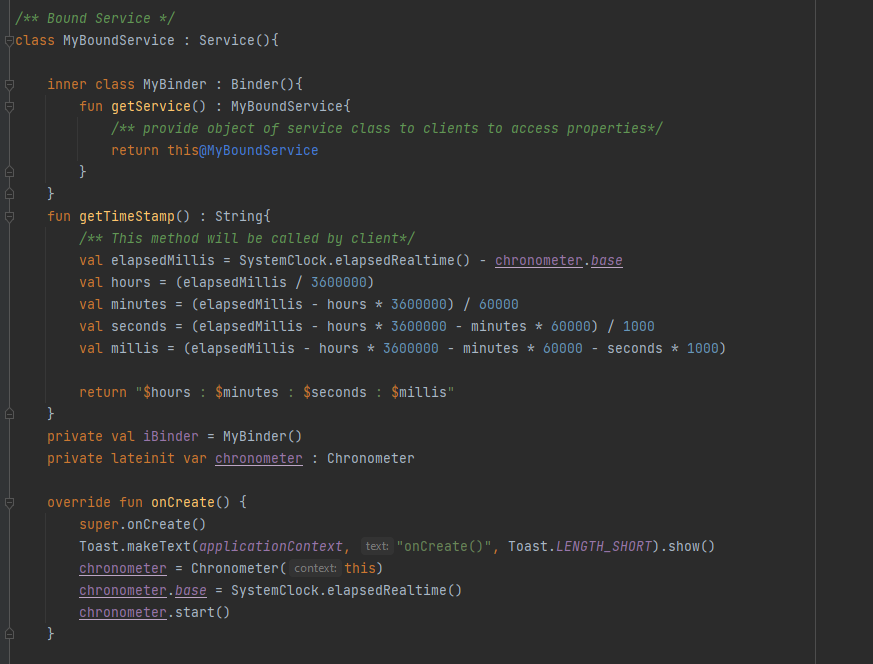 /** Bound Service */
class MyBoundService : Service(){
inner class MyBinder : Binder(){
fun getService() : MyBoundService{
/** provide object of service class to clients to access properties*/
return this@MyBoundService
}
}
fun getTimeStamp() : String{
/** This method will be called by client*/
val elapsedMillis = SystemClock.elapsedRealtime() - chronometer.base
val hours = (elapsedMillis / 3600000)
val minutes = (elapsedMillis - hours * 3600000) / 60000
val seconds = (elapsedMillis - hours * 3600000 - minutes * 60000) / 1000
val millis = (elapsedMillis - hours * 3600000 - minutes * 60000 - seconds * 1000)
return "$hours : $minutes : $seconds : $millis"
}
private val iBinder = MyBinder()
private lateinit var chronometer : Chronometer
override fun onCreate() {
super.onCreate()
Toast.makeText(applicationContext, text: "onCreate()", Toast.LENGTH_SHORT).show()
chronometer = Chronometer( context: this)
chronometer.base = SystemClock.elapsedRealtime()
chronometer.start()
}